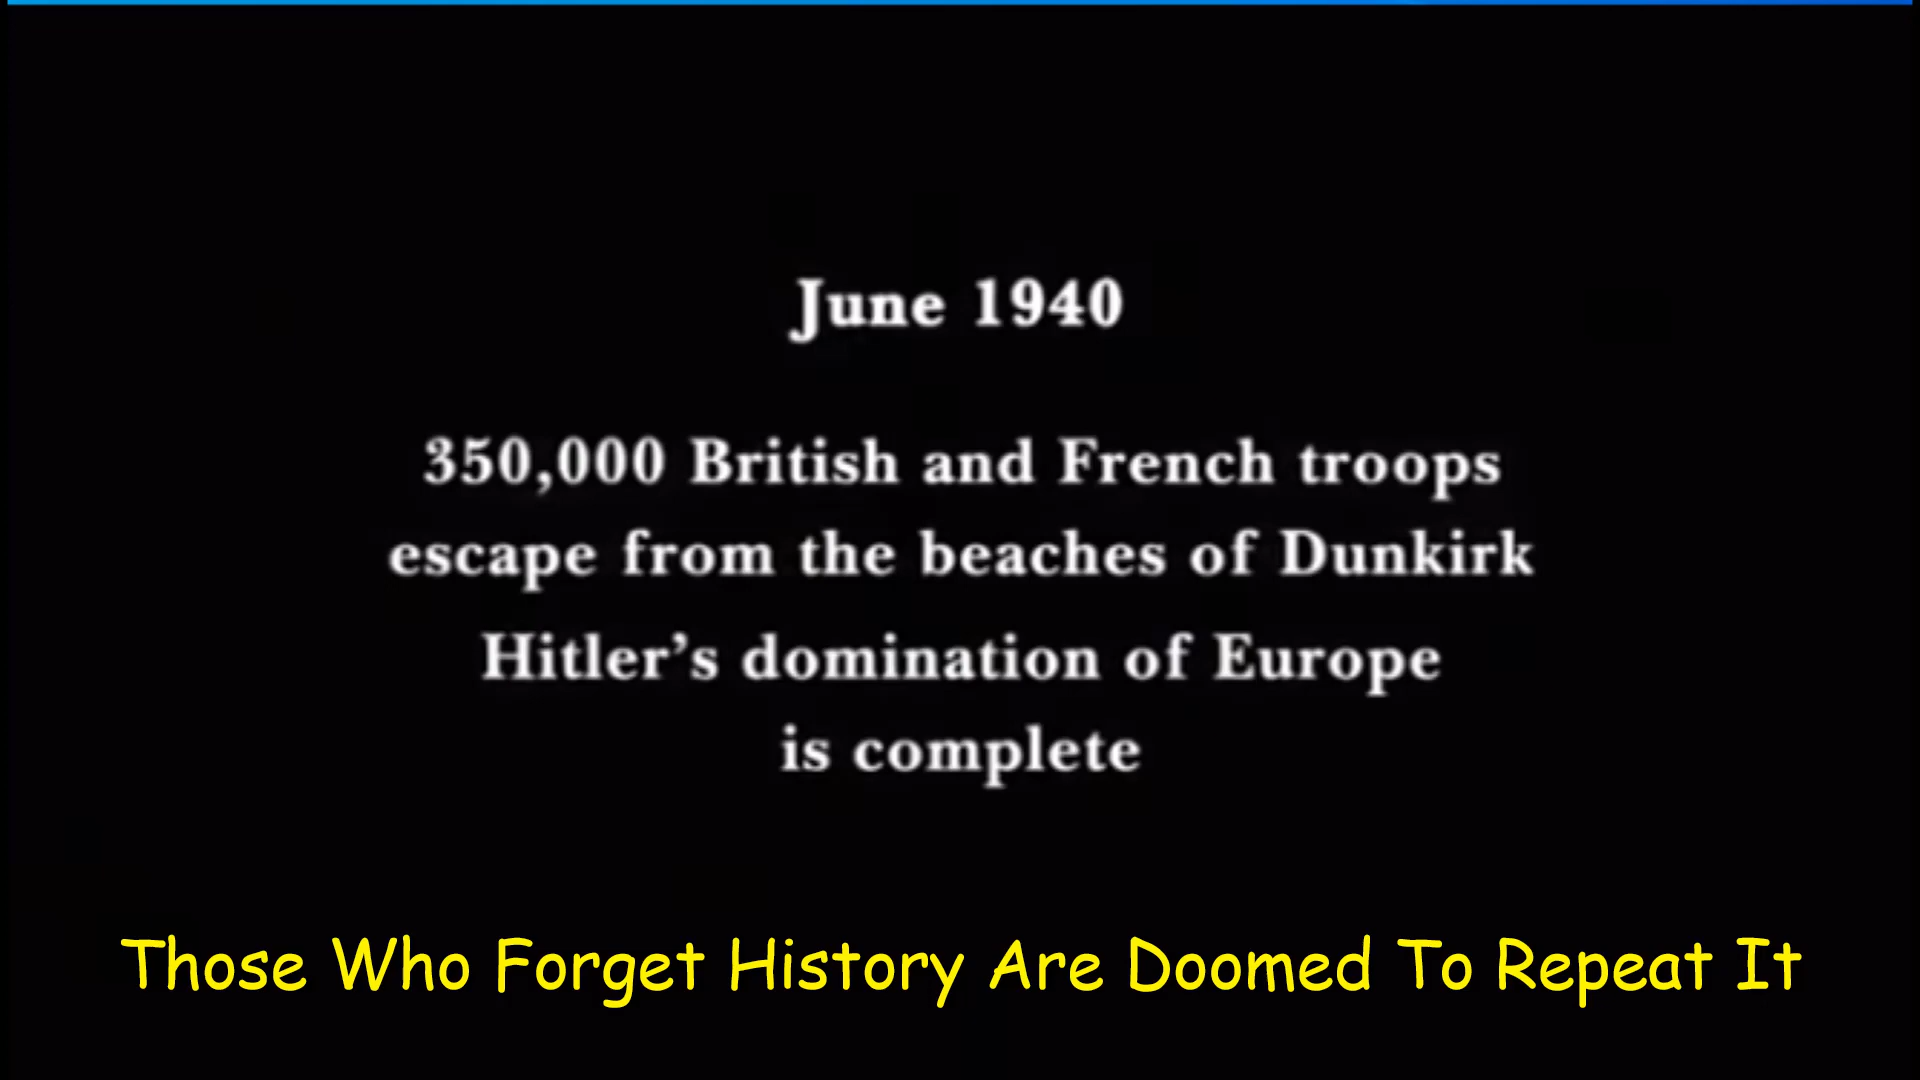 June 1940
350,000 British and French troops
escape from the beaches of Dunkirk
Hitler’s domination of Europe
is complete
Those Who Forget History Are Doomed To Repeat It